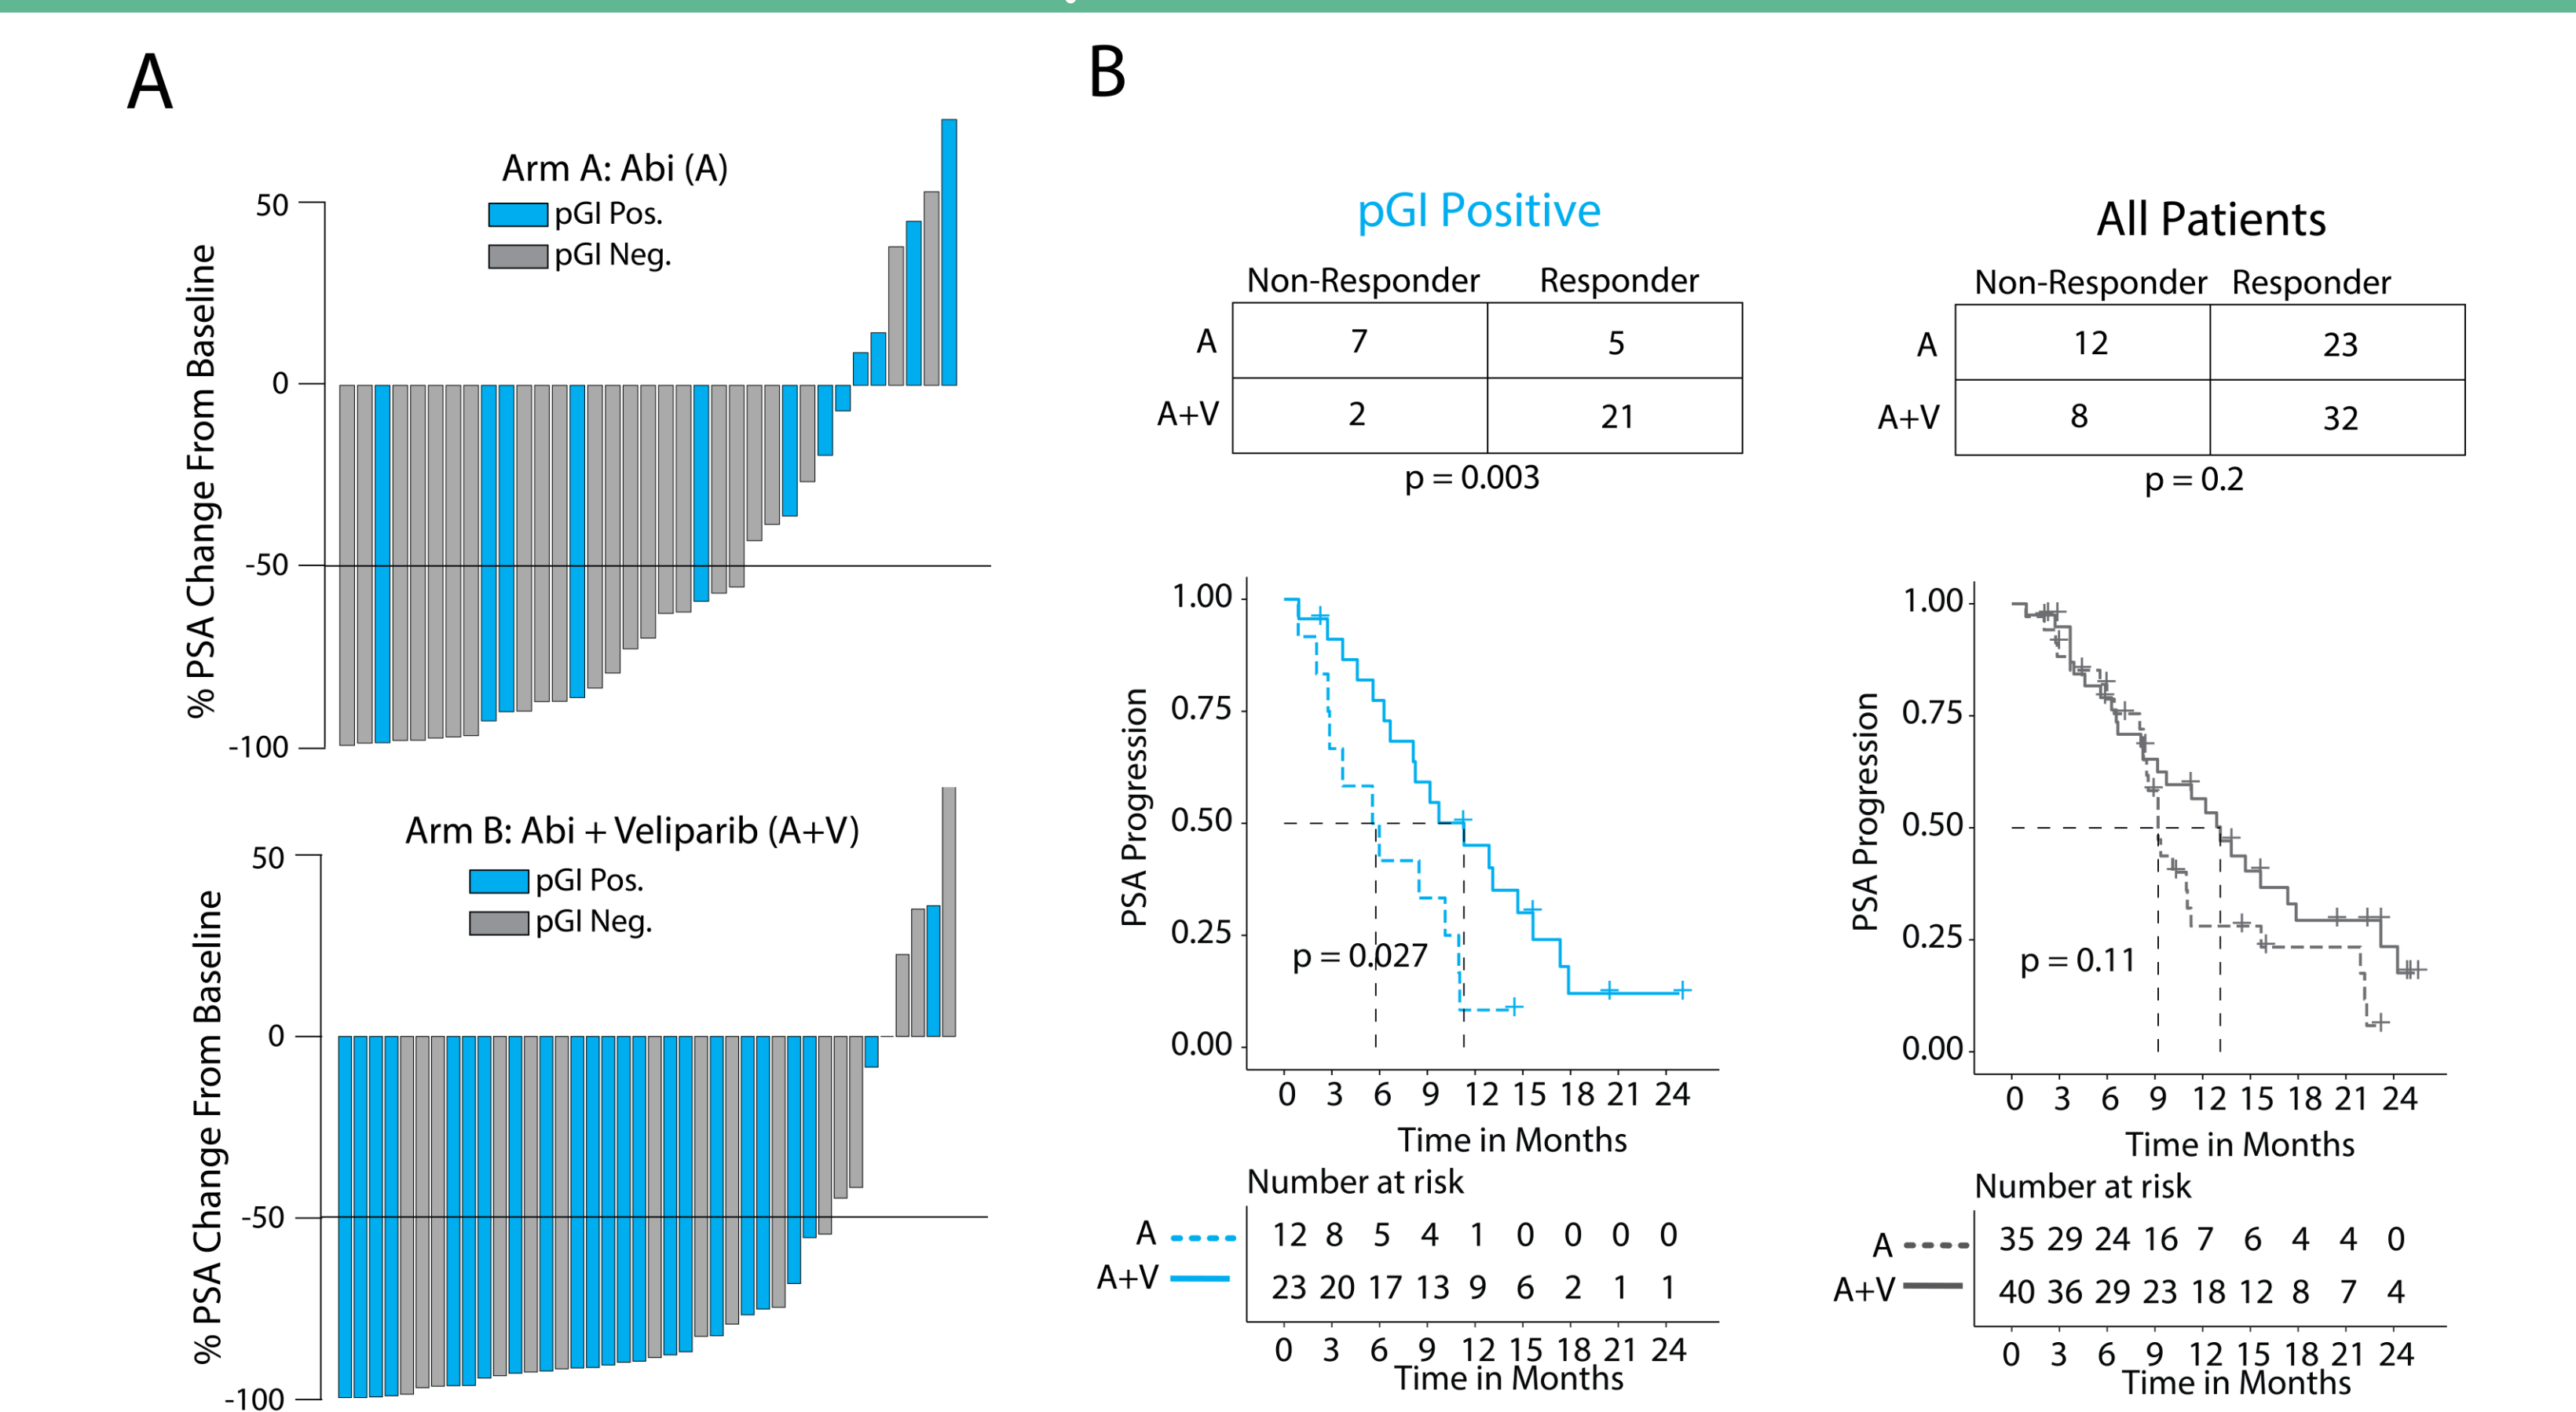 A
Arm A: Abi (A)
pGI Pos.
pGI Neg.
% PSA Change From Baseline
50
0
-50
-100
Arm B: Abi + Veliparib (A+V)
pGI Pos.
pGI Neg.
% PSA Change From Baseline
50
0
-50
-100
B
pGI Positive
Non-Responder Responder
A 7 5
A+V 2 21
p = 0.003
PSA Progression
1.00
0.75
0.50
0.25
0.00
p = 0.027
0 3 6 9 12 15 18 21 24
Time in Months
Number at risk
A 12 8 5 4 1 0 0 0 0
A+V 23 20 17 13 9 6 2 1 1
0 3 6 9 12 15 18 21 24
Time in Months
All Patients
Non-Responder Responder
A 12 23
A+V 8 32
p = 0.2
PSA Progression
1.00
0.75
0.50
0.25
0.00
p = 0.11
0 3 6 9 12 15 18 21 24
Time in Months
Number at risk
A 35 29 24 16 7 6 4 4 0
A+V 40 36 29 23 18 12 8 7 4
0 3 6 9 12 15 18 21 24
Time in Months